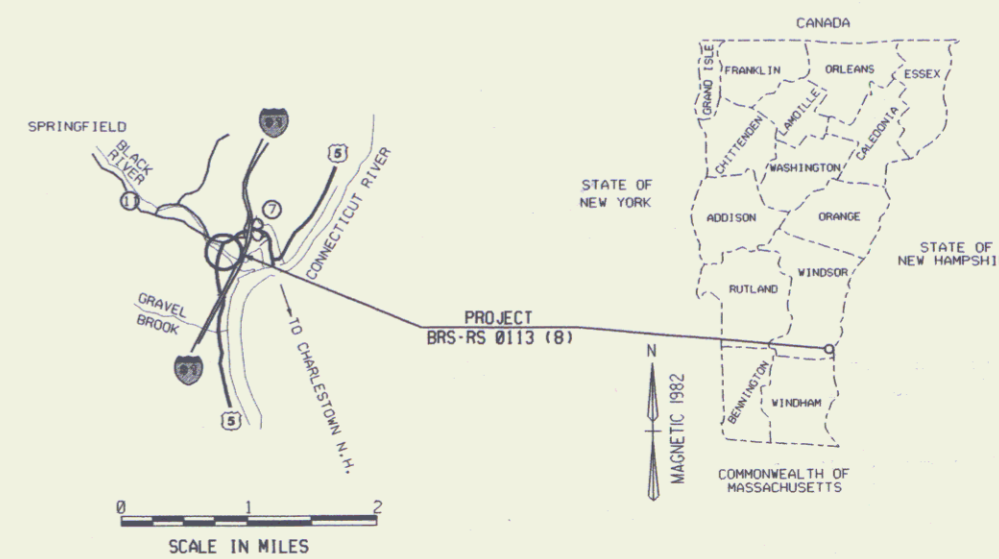 CANADA
GRAND ISLE
FRANKLIN
ORLEANS
ESSEX
LAMOILLE
CHITTENDEN
CALEDONIA
WASHINGTON
STATE OF
NEW YORK
ADDISON
ORANGE
STATE OF
NEW HAMPSHI
WINDSOR
RUTLAND
BENNINGTON
WINDHAM
COMMONWEALTH OF
MASSACHUSETTS
SPRINGFIELD
BLACK
RIVER
11
5
7
CONNECTICUT RIVER
GRAVEL
BROOK
5
TO CHARLESTOWN N.H.
PROJECT
BRS-RS 0113 (8)
N
MAGNETIC 1982
0 1 2
SCALE IN MILES